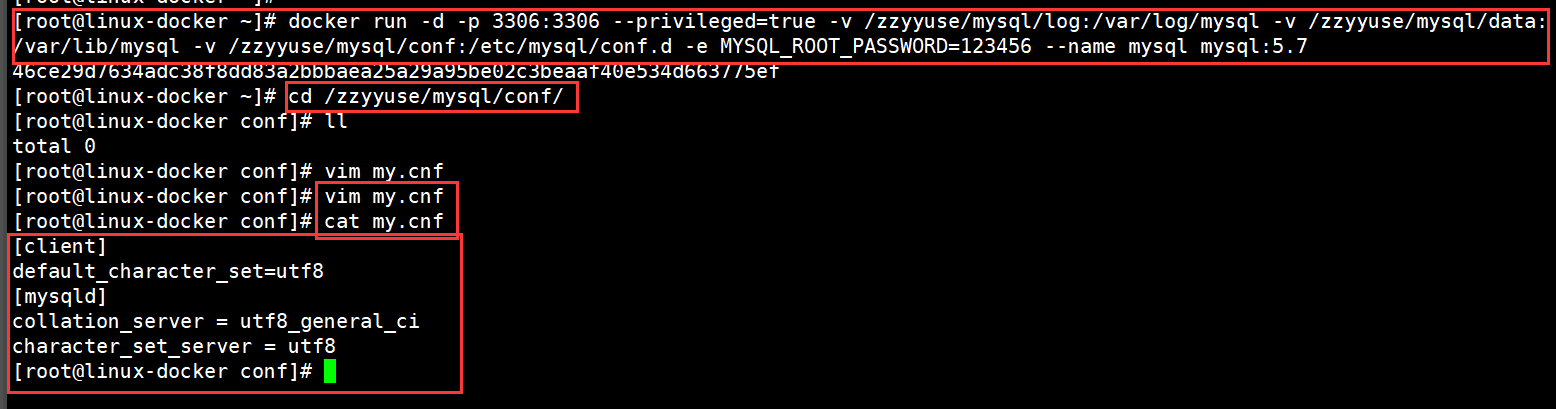 [root@linux-docker ~]#
[root@linux-docker ~]# docker run -d -p 3306:3306 --privileged=true -v /zzyyuse/mysql/log:/var/log/mysql -v /zzyyuse/mysql/data:
/var/lib/mysql -v /zzyyuse/mysql/conf:/etc/mysql/conf.d -e MYSQL_ROOT_PASSWORD=123456 --name mysql mysql:5.7
46ce29d7634adc38f8dd83a2bbbaea25a29a95be02c3beaaf40e534d663775ef
[root@linux-docker ~]# cd /zzyyuse/mysql/conf/
[root@linux-docker conf]# ll
total 0
[root@linux-docker conf]# vim my.cnf
[root@linux-docker conf]# vim my.cnf
[root@linux-docker conf]# cat my.cnf
[client]
default_character_set=utf8
[mysqld]
collation_server = utf8_general_ci
character_set_server = utf8
[root@linux-docker conf]#